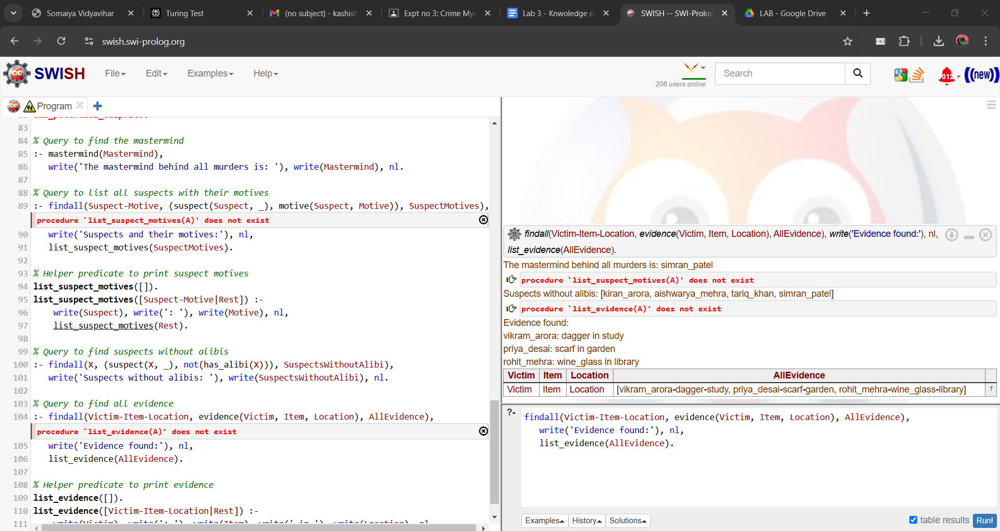 Somaiya Vidyavihar
Turing Test
(no subject) - kashish
Expt no 3: Crime Mys
Lab 3 - Knwoledge e
SWISH -- SWI-Prolog
LAB - Google Drive
swish.swi-prolog.org
SWISH
File
Edit
Examples
Help
208 users online
Search
012
((new))
Program
83
84 % Query to find the mastermind
85 :- mastermind(Mastermind),
86 write('The mastermind behind all murders is: '), write(Mastermind), nl.
87
88 % Query to list all suspects with their motives
89 :- findall(Suspect-Motive, (suspect(Suspect, _), motive(Suspect, Motive)), SuspectMotives),
procedure `list_suspect_motives(A)' does not exist
90 write('Suspects and their motives:'), nl,
91 list_suspect_motives(SuspectMotives).
92
93 % Helper predicate to print suspect motives
94 list_suspect_motives([]).
95 list_suspect_motives([Suspect-Motive|Rest]) :-
96 write(Suspect), write(': '), write(Motive), nl,
97 list_suspect_motives(Rest).
98
99 % Query to find suspects without alibis
100 :- findall(X, (suspect(X, _), not(has_alibi(X))), SuspectsWithoutAlibi),
101 write('Suspects without alibis: '), write(SuspectsWithoutAlibi), nl.
102
103 % Query to find all evidence
104 :- findall(Victim-Item-Location, evidence(Victim, Item, Location), AllEvidence),
procedure `list_evidence(A)' does not exist
105 write('Evidence found:'), nl,
106 list_evidence(AllEvidence).
107
108 % Helper predicate to print evidence
109 list_evidence([]).
110 list_evidence([Victim-Item-Location|Rest]) :-
111 write(Victim), write(': '), write(Item), write(' in '), write(Location), nl
findall(Victim-Item-Location, evidence(Victim, Item, Location), AllEvidence), write('Evidence found:'), nl,
list_evidence(AllEvidence).
The mastermind behind all murders is: simran_patel
procedure `list_suspect_motives(A)' does not exist
Suspects without alibis: [kiran_arora, aishwarya_mehra, tariq_khan, simran_patel]
procedure `list_evidence(A)' does not exist
Evidence found:
vikram_arora: dagger in study
priya_desai: scarf in garden
rohit_mehra: wine_glass in library
Victim Item Location AllEvidence
Victim Item Location [vikram_arora-dagger-study, priya_desai-scarf-garden, rohit_mehra-wine_glass-library] 1
?- findall(Victim-Item-Location, evidence(Victim, Item, Location), AllEvidence),
write('Evidence found:'), nl,
list_evidence(AllEvidence).
Examples
History
Solutions
table results
Run!